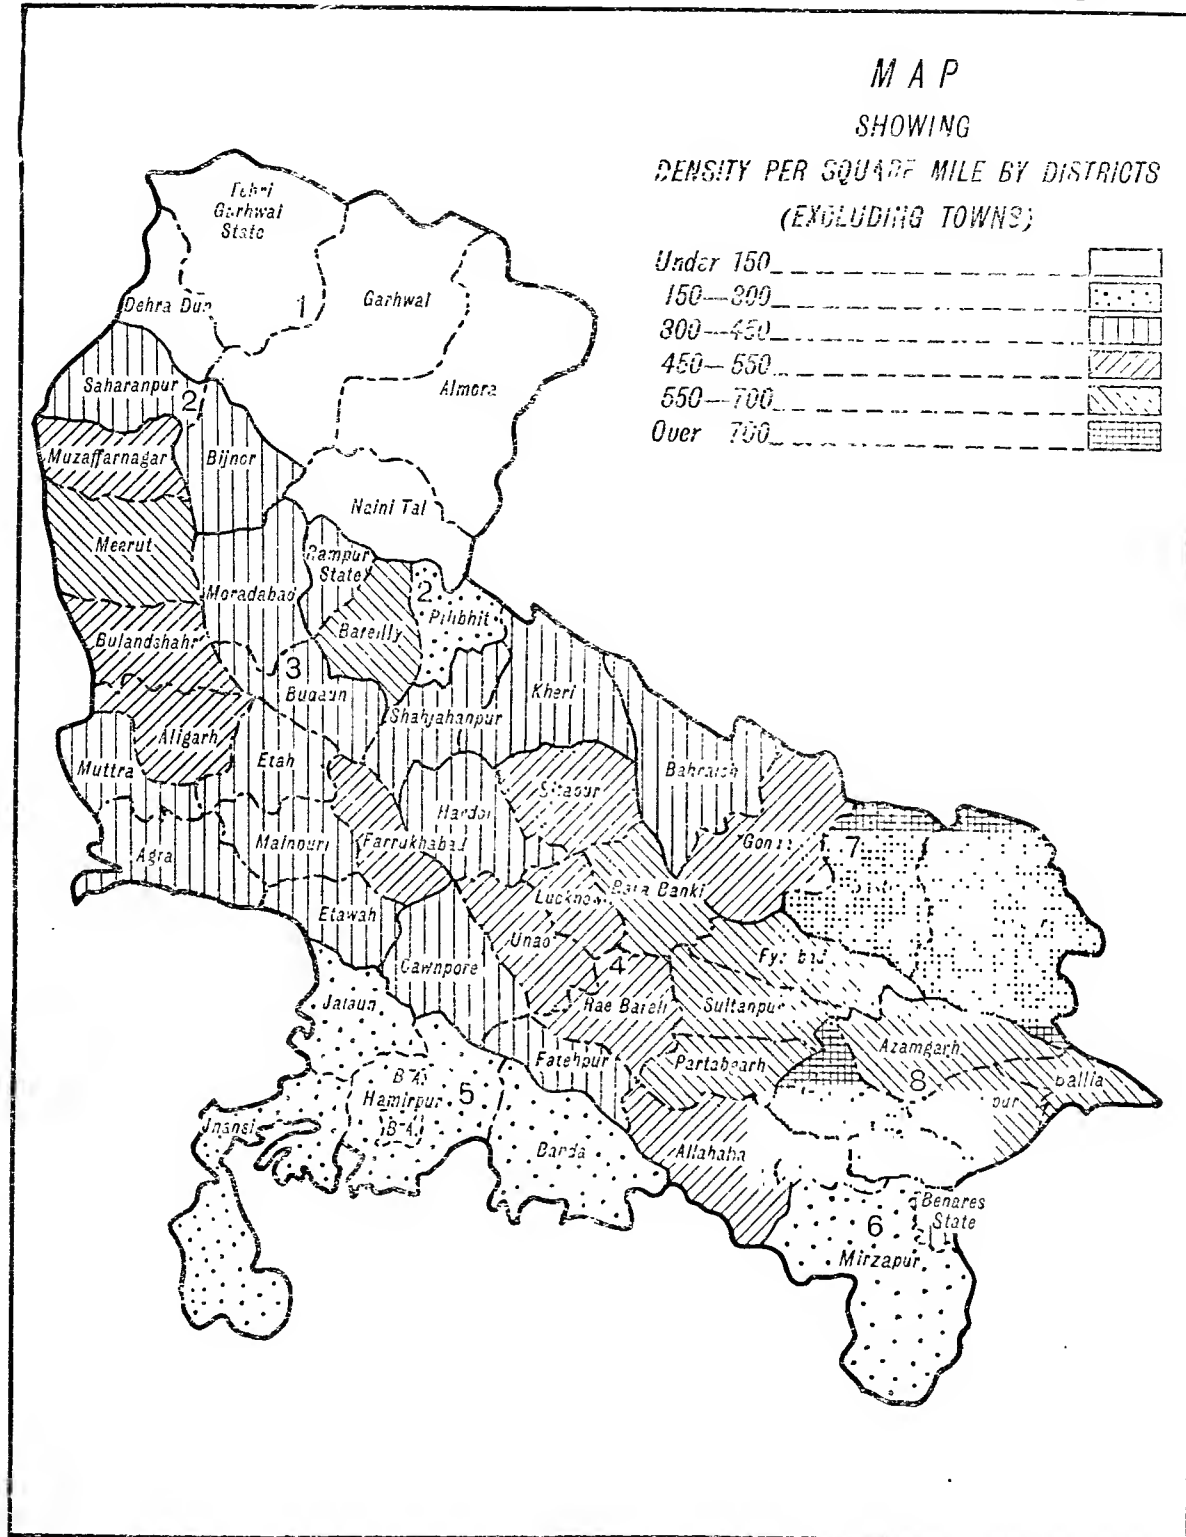 MAP
SHOWING
DENSITY PER SQUARE MILE BY DISTRICTS
(EXCLUDING TOWNS)
Under 150
150—300
300—450
450—550
550—700
Over 700
Tehri
Garhwal
State
Dehra Dun
1
Garhwal
Almora
Saharanpur
2
Muzaffarnagar
Bijnor
Naini Tal
Meerut
Rampur
State
Moradabad
2
Pilibhit
Bareilly
Bulandshahr
3
Budaun
Kheri
Shahjahanpur
Aligarh
Etah
Muttra
Bahraich
Sitapur
Hardoi
Mainpuri
Farrukhabad
Agra
Gonda
7
Lucknow
Bara Banki
Etawah
Unao
Cawnpore
4
Fyzabad
Rae Bareli
Sultanpur
Jalaun
Azamgarh
Fatehpur
Partabgarh
8
Ballia
pur
B-A
Hamirpur
5
B-A
Jhansi
Banda
Allahaba
Benares
State
6
Mirzapur